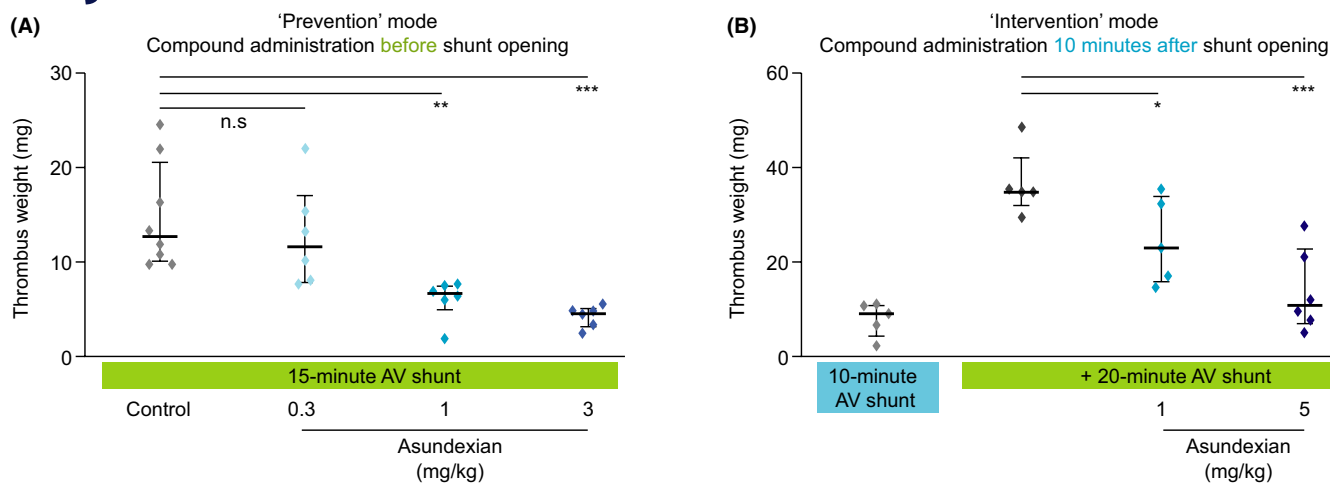 (A)
'Prevention' mode
Compound administration before shunt opening
Thrombus weight (mg)
30
20
10
0
n.s
**
***
15-minute AV shunt
Control
0.3
1
3
Asundexian
(mg/kg)
(B)
'Intervention' mode
Compound administration 10 minutes after shunt opening
Thrombus weight (mg)
60
40
20
0
*
***
10-minute
AV shunt
+ 20-minute AV shunt
1
5
Asundexian
(mg/kg)